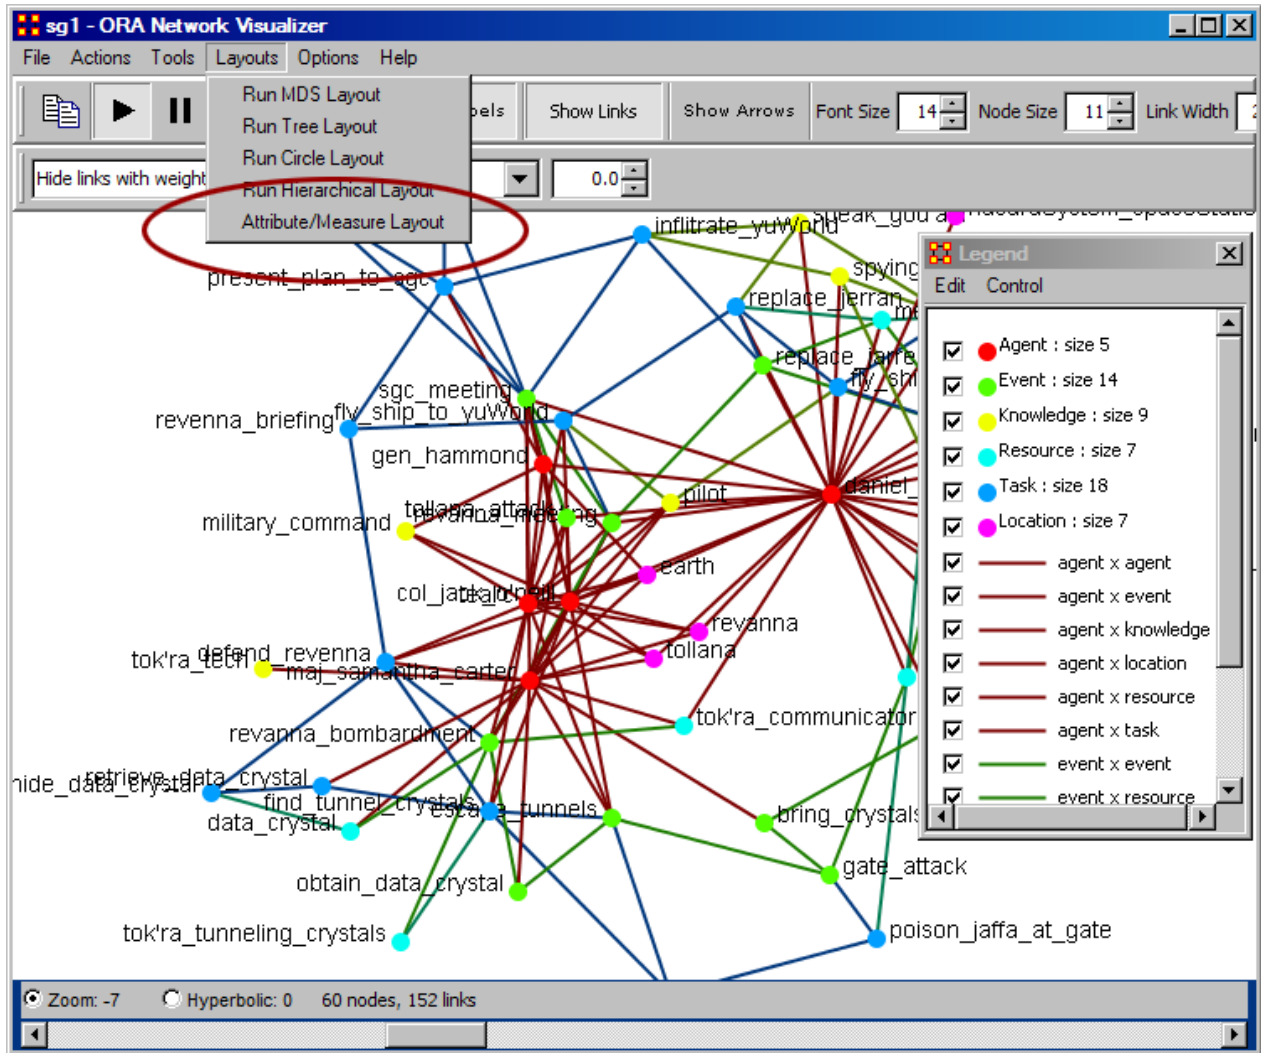 sg1 - ORA Network Visualizer
File Actions Tools Layouts Options Help
Run MDS Layout
Run Tree Layout
Run Circle Layout
Run Hierarchical Layout
Attribute/Measure Layout
Show Links Show Arrows Font Size 14 Node Size 11 Link Width
Hide links with weight 0.0
infiltrate_yuWorld
present_plan_to_sgc
spying
replace_jerran
sgc_meeting
fly_ship_to_yuWorld
revenna_briefing
gen_hammond
pilot
military_command
revanna_meeting
earth
revanna
tollana
defend_revenna
maj_samantha_carter
tok'ra_communicator
revanna_bombardment
retrieve_data_crystal
hide_data_crystal
find_tunnel_crystals
data_crystal
bring_crystals
gate_attack
obtain_data_crystal
tok'ra_tunneling_crystals
poison_jaffa_at_gate
Legend
Edit Control
Agent : size 5
Event : size 14
Knowledge : size 9
Resource : size 7
Task : size 18
Location : size 7
agent x agent
agent x event
agent x knowledge
agent x location
agent x resource
agent x task
event x event
event x resource
Zoom: -7 Hyperbolic: 0 60 nodes, 152 links